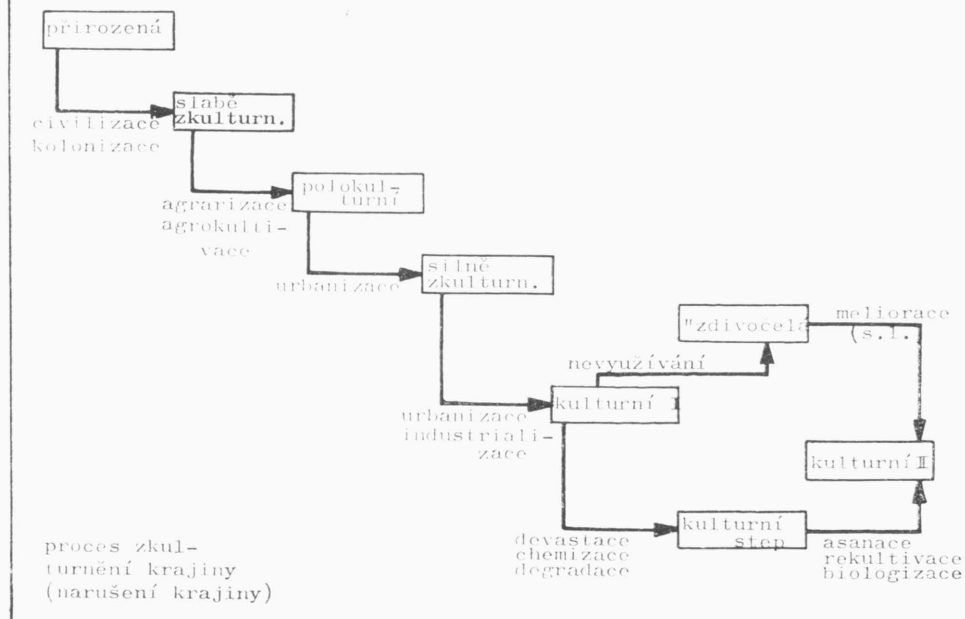 přirozená
civilizace
kolonizace
slabě
zkulturn.
agrarizace
agrokulti-
vace
polokul-
turní
urbanizace
silně
zkulturn.
urbanizace
industriali-
zace
kulturní I
nevyužívání
"zdivočelá
meliorace
(s.l.
devastace
chemizace
degradace
kulturní
step
asanace
rekultivace
biologizace
kulturní II
proces zkul-
turnění krajiny
(narušení krajiny)